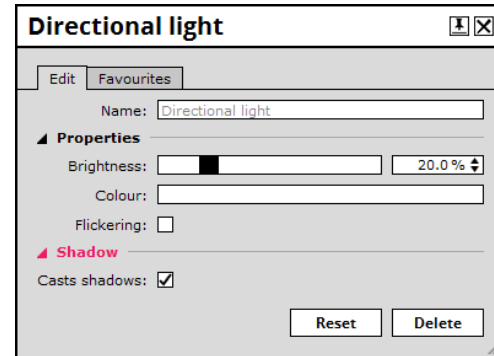 Directional light
Edit Favourites
Name: Directional light
Properties
Brightness: 20.0 %
Colour:
Flickering:
Shadow
Casts shadows:
Reset Delete